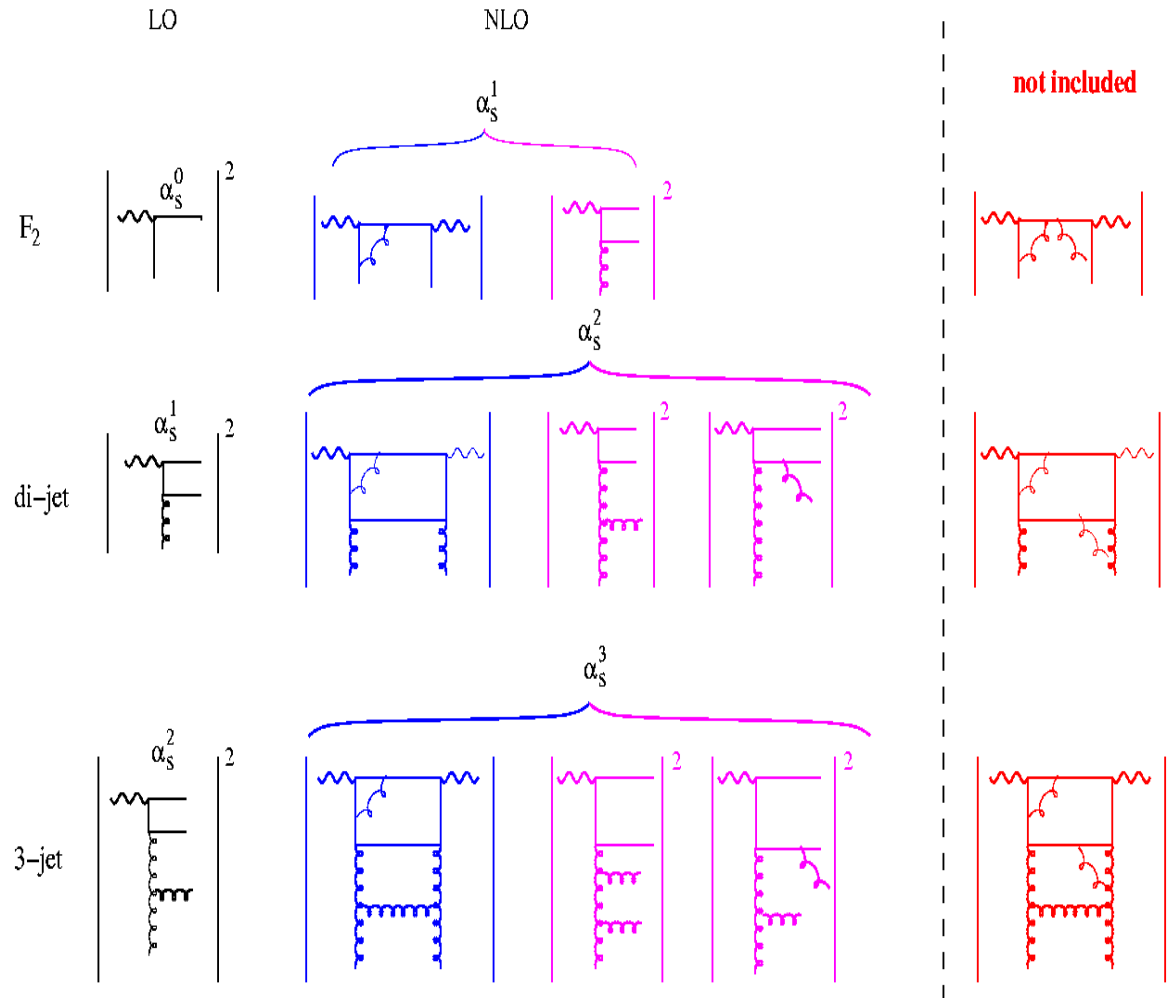 LO NLO
not included
α_s^1
F₂ α_s^0 2 2
α_s^2
di-jet α_s^1 2 2 2
α_s^3
3-jet α_s^2 2 2 2